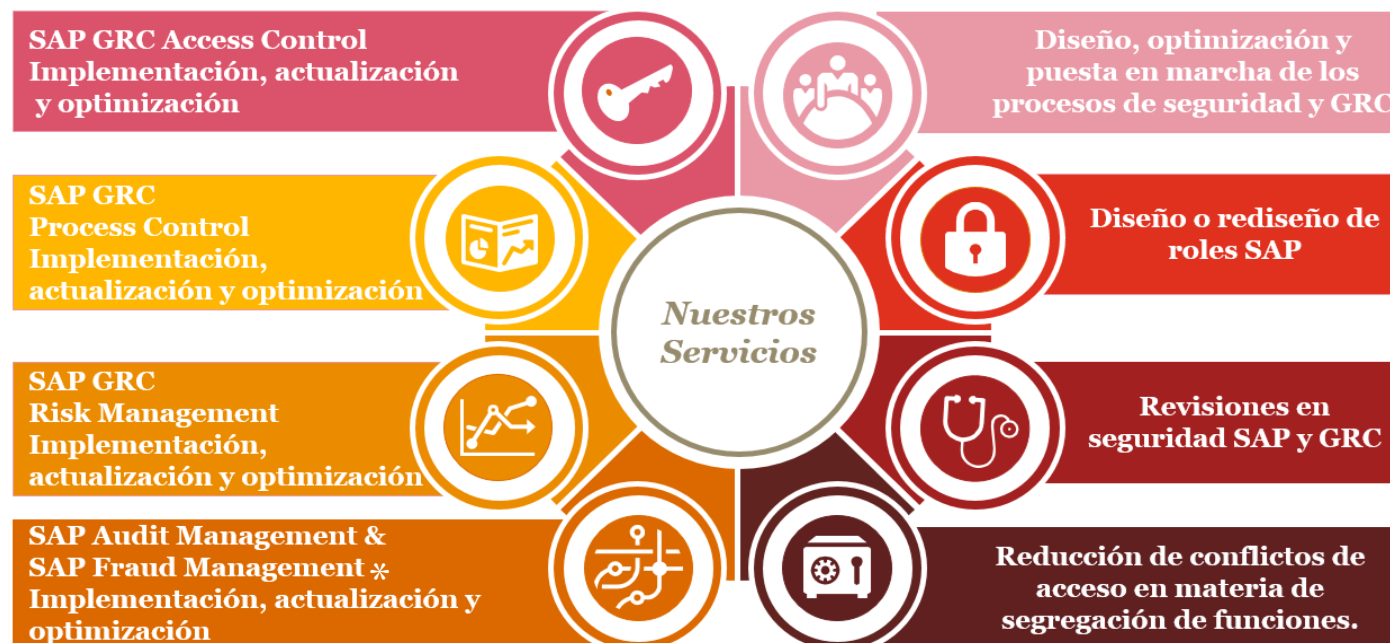 SAP GRC Access Control
Implementación, actualización
y optimización
Diseño, optimización y
puesta en marcha de los
procesos de seguridad y GRC
SAP GRC
Process Control
Implementación,
actualización y optimización
Diseño o rediseño de
roles SAP
Nuestros
Servicios
SAP GRC
Risk Management
Implementación,
actualización y optimización
Revisiones en
seguridad SAP y GRC
SAP Audit Management &
SAP Fraud Management *
Implementación, actualización y
optimización
Reducción de conflictos de
acceso en materia de
segregación de funciones.